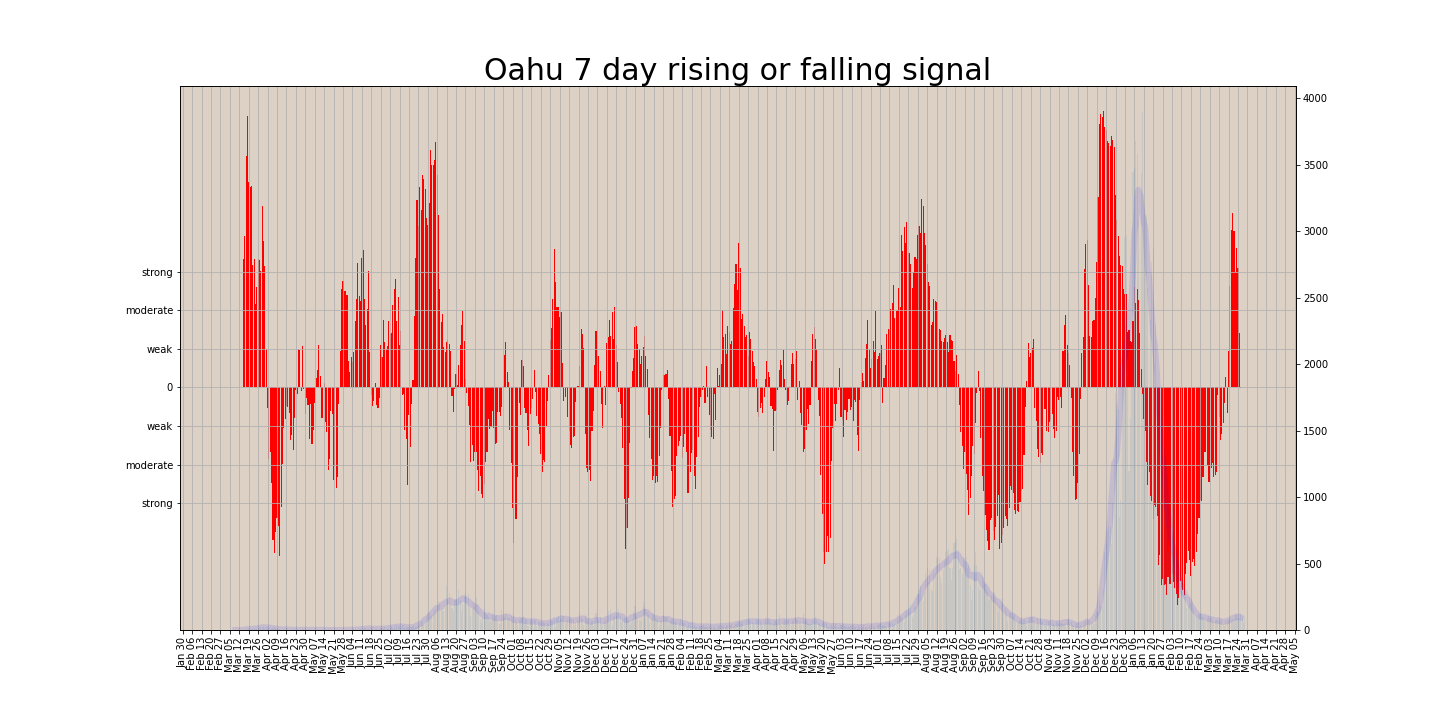 Oahu 7 day rising or falling signal
strong
moderate
weak
0
weak
moderate
strong
4000
3500
3000
2500
2000
1500
1000
500
0
Jan 30
Feb 06
Feb 13
Feb 20
Feb 27
Mar 05
Mar 12
Mar 19
Mar 26
Apr 02
Apr 09
Apr 16
Apr 23
Apr 30
May 07
May 14
May 21
May 28
Jun 04
Jun 11
Jun 18
Jun 25
Jul 02
Jul 09
Jul 16
Jul 23
Jul 30
Aug 06
Aug 13
Aug 20
Aug 27
Sep 03
Sep 10
Sep 17
Sep 24
Oct 01
Oct 08
Oct 15
Oct 22
Oct 29
Nov 05
Nov 12
Nov 19
Nov 26
Dec 03
Dec 10
Dec 17
Dec 24
Dec 31
Jan 07
Jan 14
Jan 21
Jan 28
Feb 04
Feb 11
Feb 18
Feb 25
Mar 04
Mar 11
Mar 18
Mar 25
Apr 01
Apr 08
Apr 15
Apr 22
Apr 29
May 06
May 13
May 20
May 27
Jun 03
Jun 10
Jun 17
Jun 24
Jul 01
Jul 08
Jul 15
Jul 22
Jul 29
Aug 05
Aug 12
Aug 19
Aug 26
Sep 02
Sep 09
Sep 16
Sep 23
Sep 30
Oct 07
Oct 14
Oct 21
Oct 28
Nov 04
Nov 11
Nov 18
Nov 25
Dec 02
Dec 09
Dec 16
Dec 23
Dec 30
Jan 06
Jan 13
Jan 20
Jan 27
Feb 03
Feb 10
Feb 17
Feb 24
Mar 03
Mar 10
Mar 17
Mar 24
Mar 31
Apr 07
Apr 14
Apr 21
Apr 28
May 05